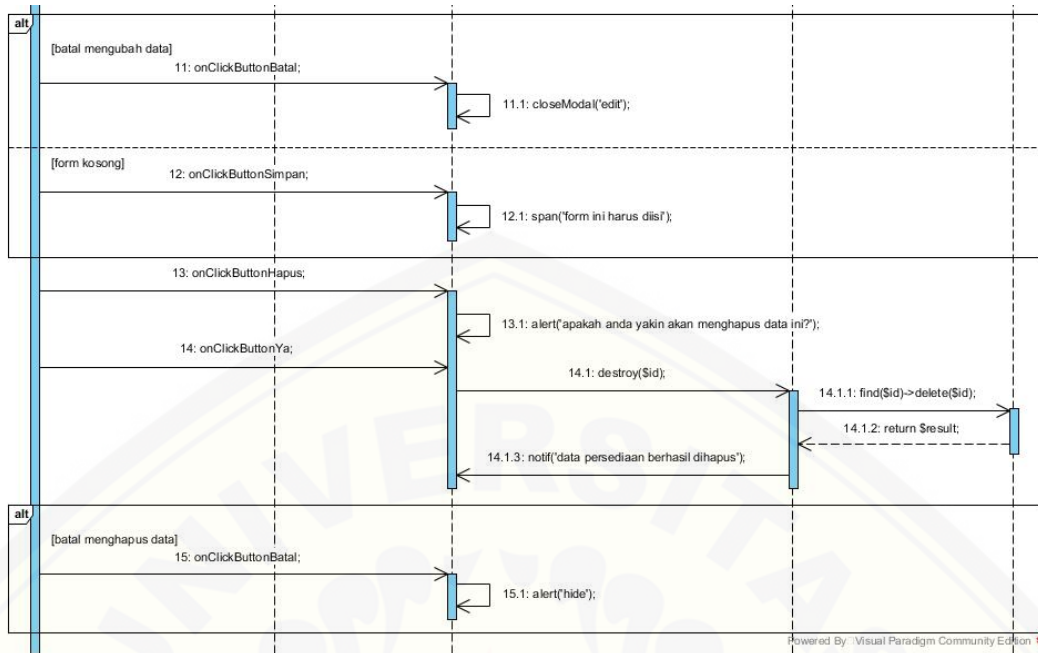 alt
[batal mengubah data]
11: onClickButtonBatal;
11.1: closeModal('edit');
[form kosong]
12: onClickButtonSimpan;
12.1: span('form ini harus diisi');
13: onClickButtonHapus;
13.1: alert('apakah anda yakin akan menghapus data ini?');
14: onClickButtonYa;
14.1: destroy($id);
14.1.1: find($id)->delete($id);
14.1.2: return $result;
14.1.3: notif('data persediaan berhasil dihapus');
alt
[batal menghapus data]
15: onClickButtonBatal;
15.1: alert('hide');
UNIVERSITA
Powered By Visual Paradigm Community Edition